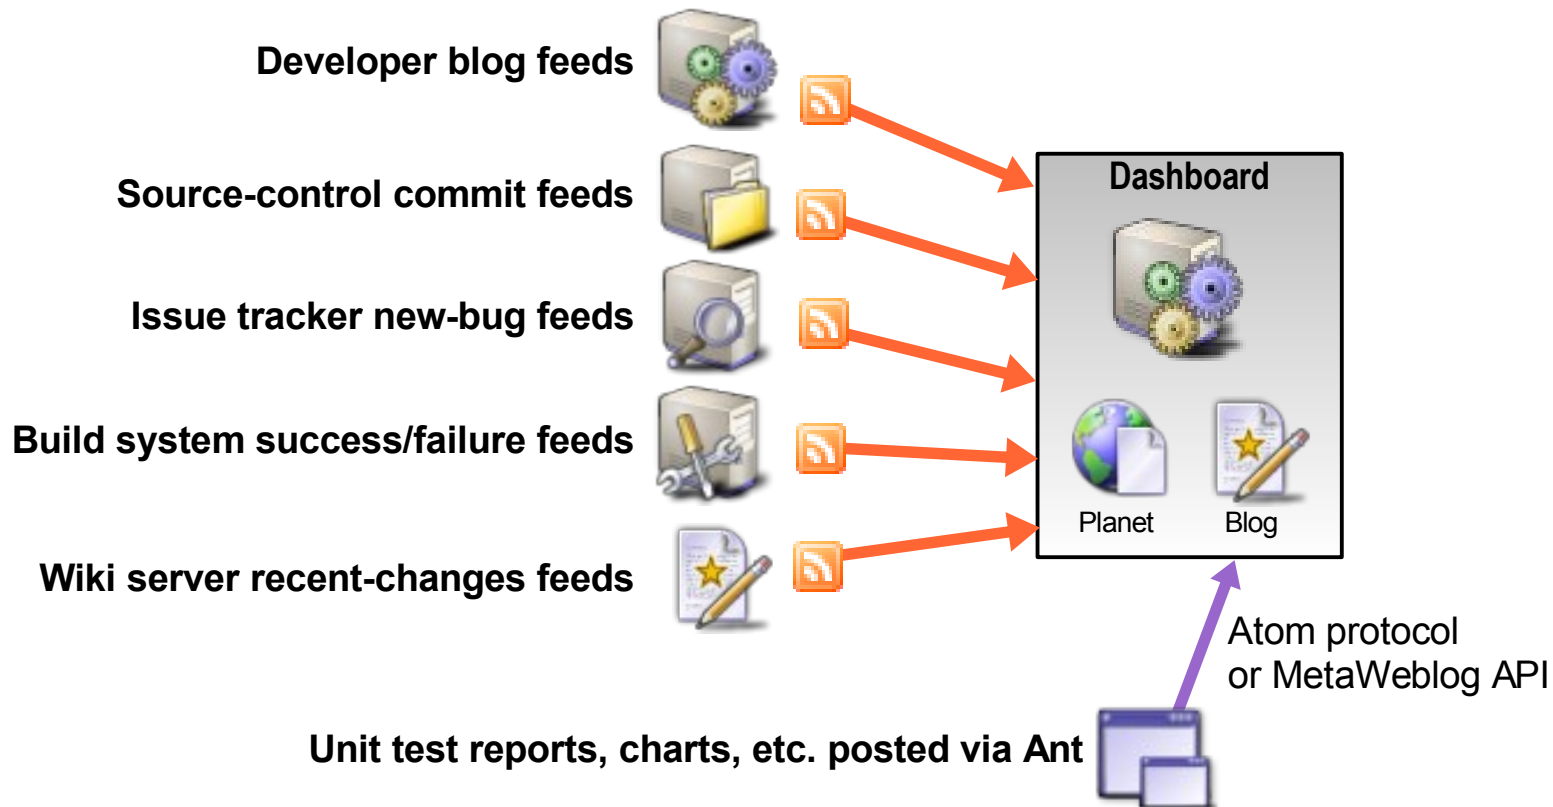 Developer blog feeds
Source-control commit feeds
Issue tracker new-bug feeds
Build system success/failure feeds
Wiki server recent-changes feeds
Dashboard
Planet
Blog
Atom protocol
or MetaWeblog API
Unit test reports, charts, etc. posted via Ant